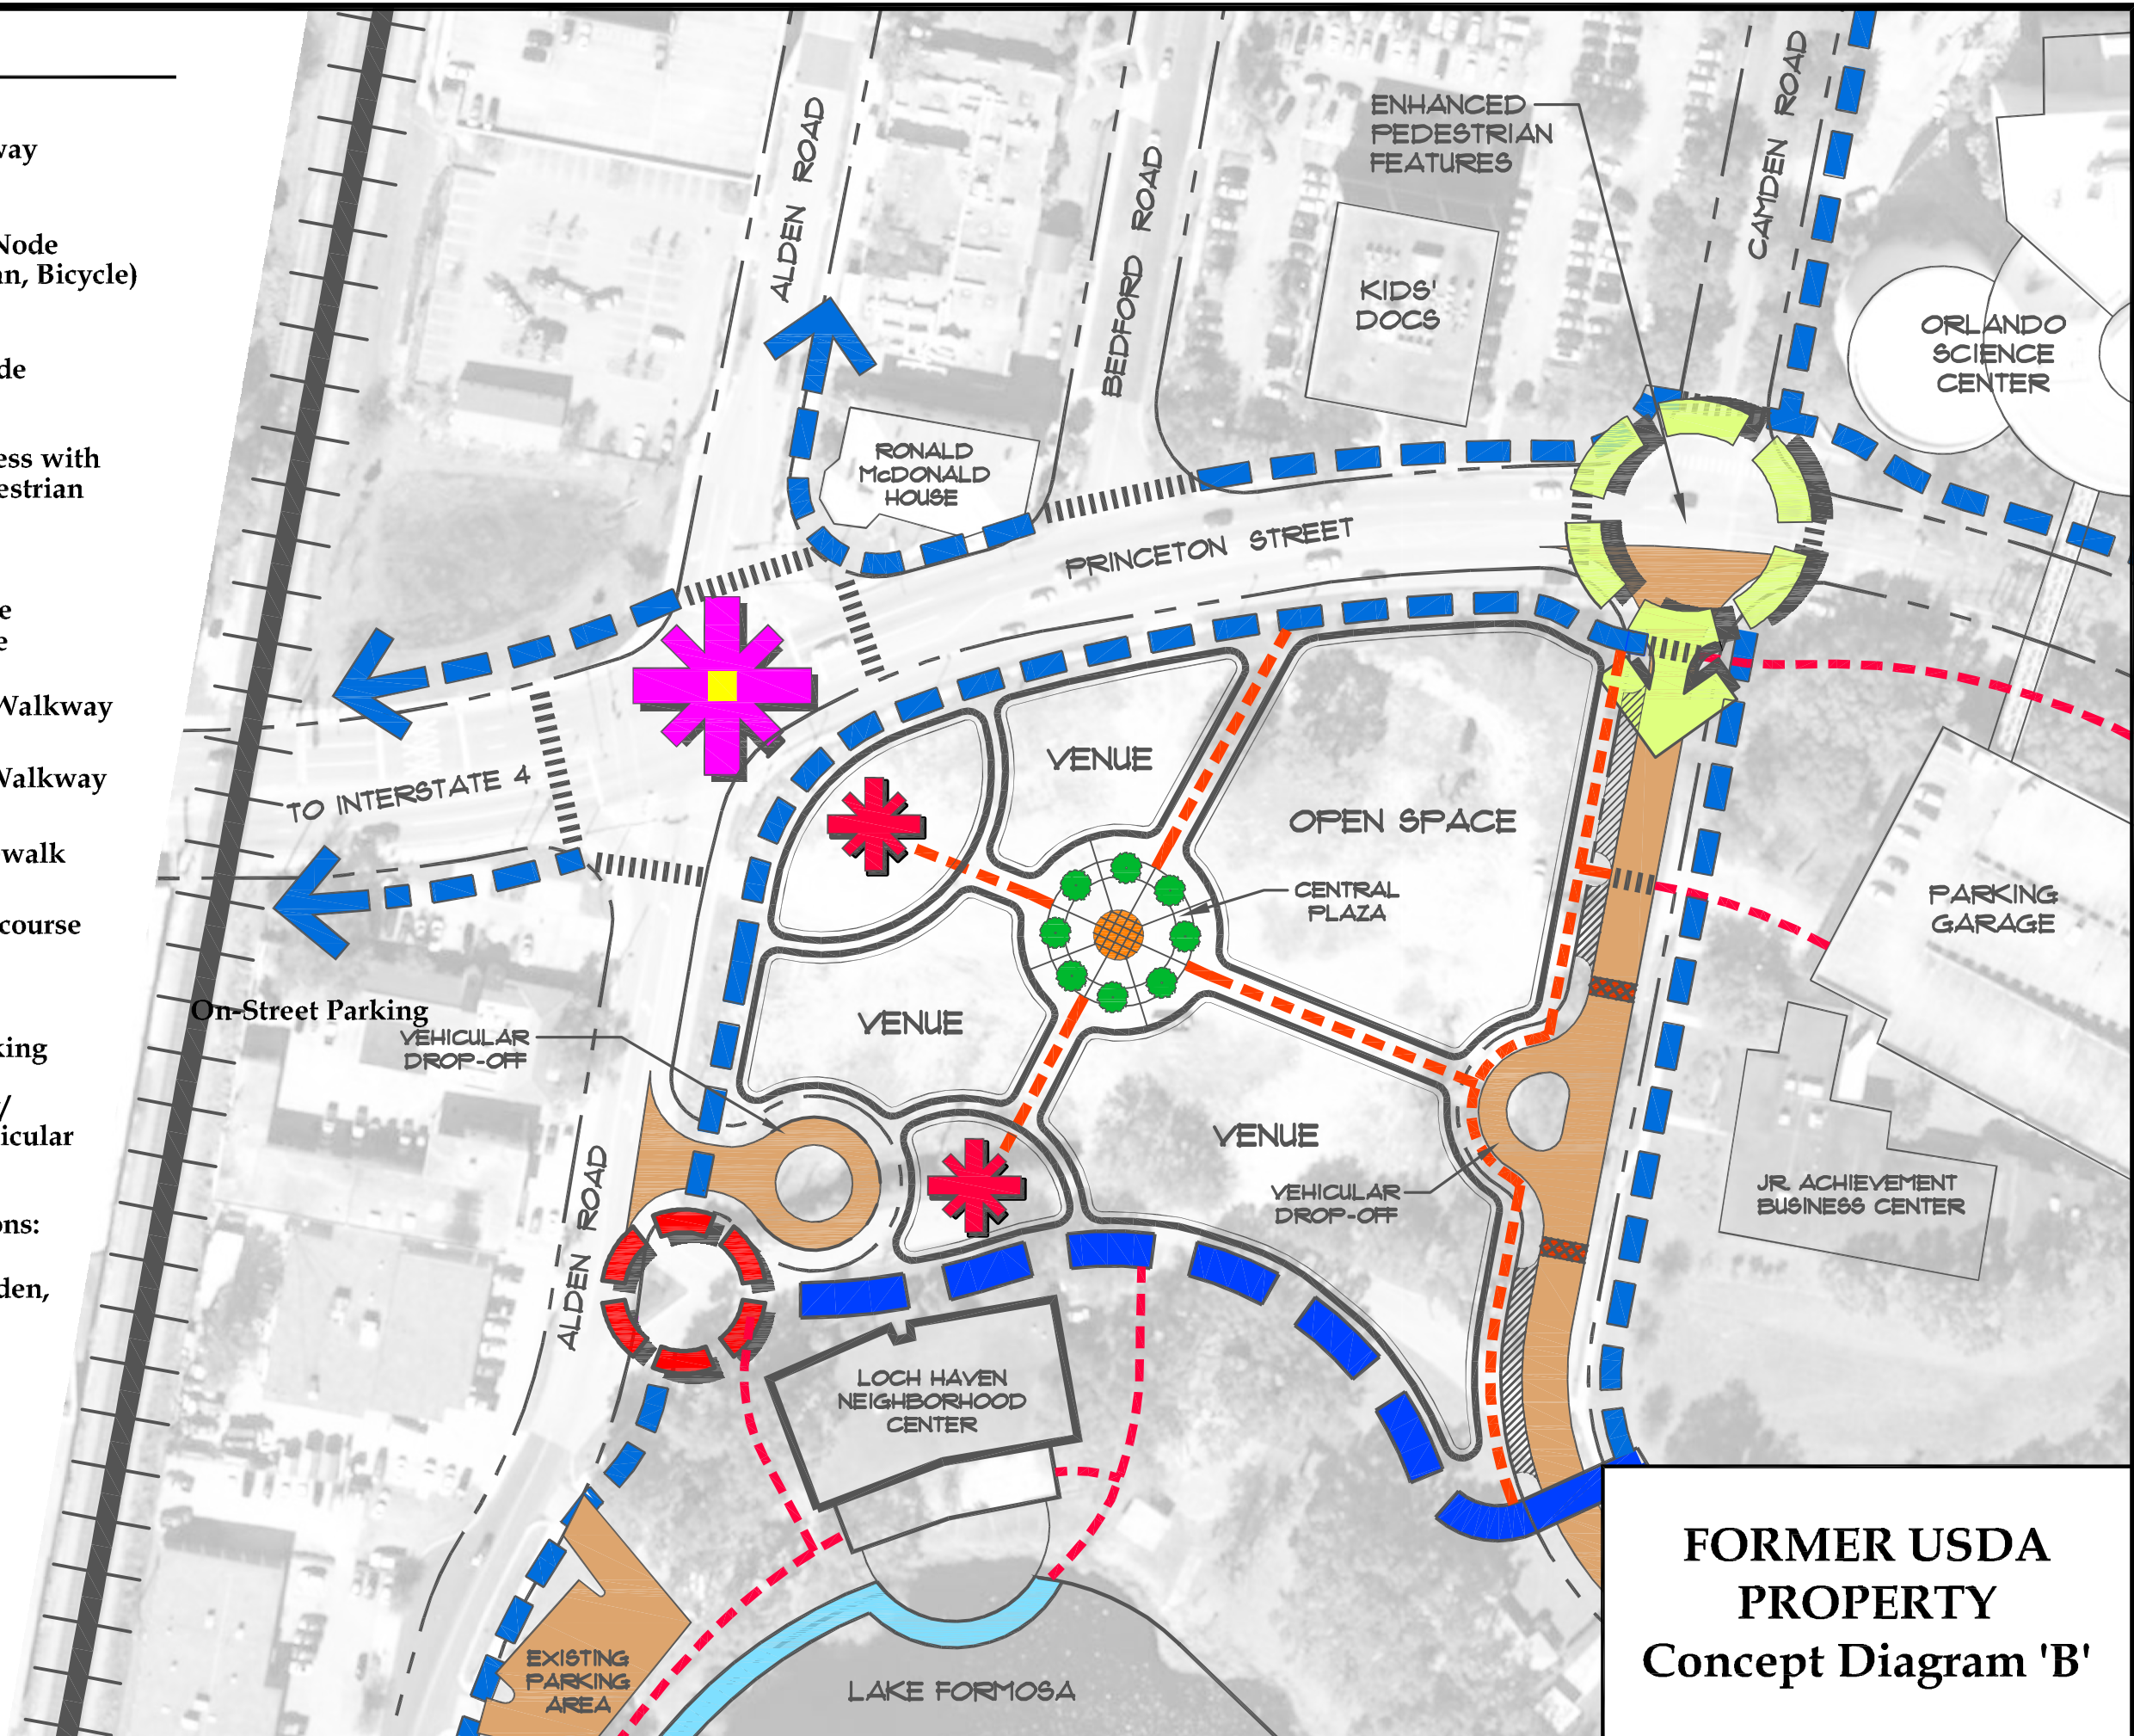 way
Node
an, Bicycle)
de
ess with
estrian
e
e
Walkway
Walkway
walk
course
On-Street Parking
king
/
icular
ons:
den,
ALDEN ROAD
BEDFORD ROAD
ENHANCED
PEDESTRIAN
FEATURES
CAMDEN ROAD
KIDS'
DOCS
ORLANDO
SCIENCE
CENTER
RONALD
McDONALD
HOUSE
PRINCETON STREET
TO INTERSTATE 4
VENUE
OPEN SPACE
CENTRAL
PLAZA
PARKING
GARAGE
VENUE
VEHICULAR
DROP-OFF
VENUE
VEHICULAR
DROP-OFF
JR. ACHIEVEMENT
BUSINESS CENTER
ALDEN ROAD
LOCH HAVEN
NEIGHBORHOOD
CENTER
EXISTING
PARKING
AREA
LAKE FORMOSA
FORMER USDA
PROPERTY
Concept Diagram 'B'